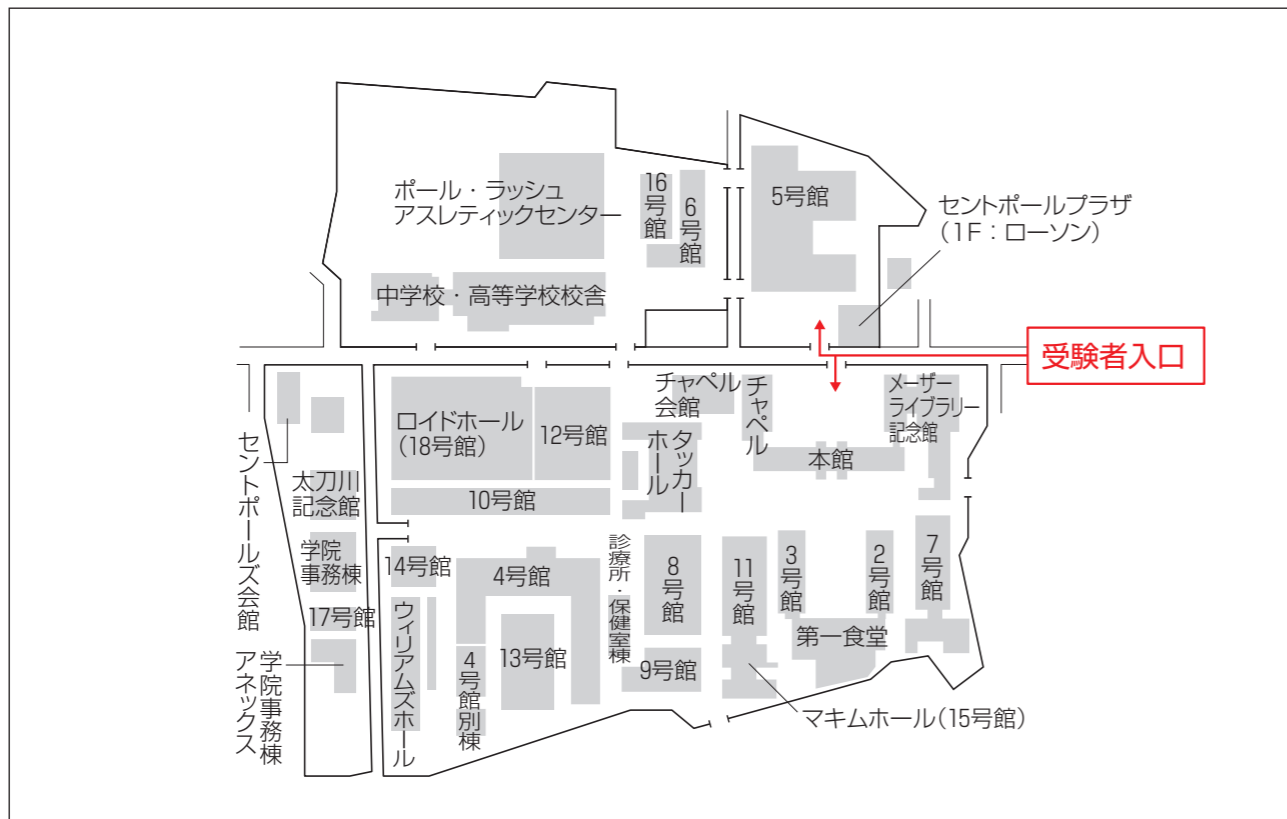 ポール・ラッシュ
アスレティックセンター
16号館
6号館
5号館
セントポールプラザ
(1F：ローソン)
中学校・高等学校校舎
受験者入口
セントポールズ会館
太刀川
記念館
学院
事務棟
17号館
学院事務棟
アネックス
ロイドホール
(18号館)
12号館
10号館
チャペル
会館
チャペル
タッカー
ホール
メーザー
ライブラリー
記念館
本館
14号館
ウィリアムズホール
4号館
4号館別棟
13号館
診療所・保健室棟
8号館
9号館
11号館
3号館
2号館
7号館
第一食堂
マキムホール(15号館)